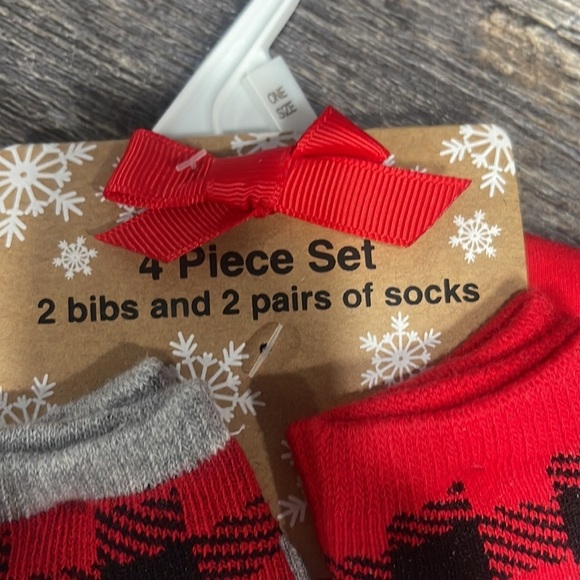 ONE
SIZE
4 Piece Set
2 bibs and 2 pairs of socks